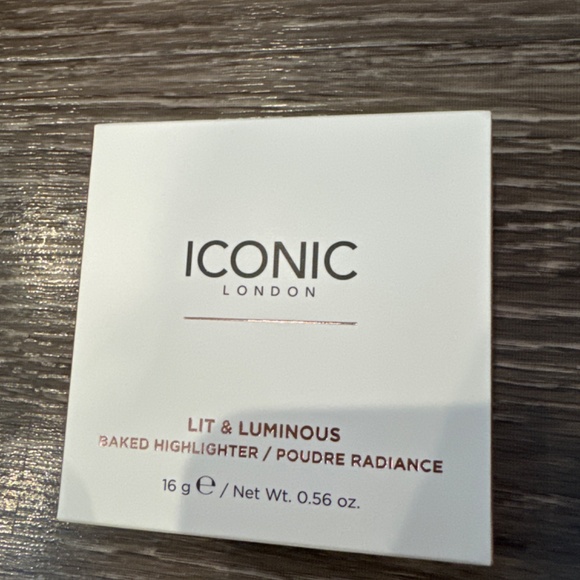 ICONIC
LONDON
LIT & LUMINOUS
BAKED HIGHLIGHTER / POUDRE RADIANCE
16 g ℮ / Net Wt. 0.56 oz.